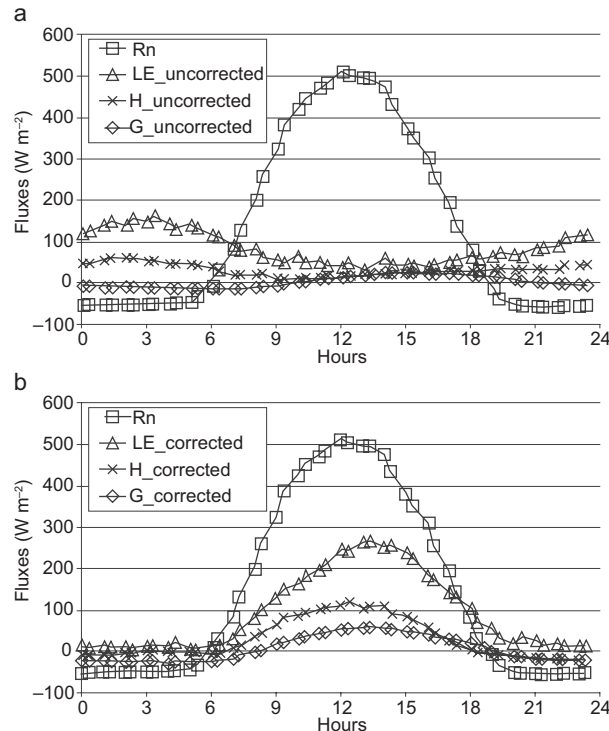 a
600
500
400
300
200
100
0
−100
Fluxes (W m⁻²)
Rn
LE_uncorrected
H_uncorrected
G_uncorrected
0 3 6 9 12 15 18 21 24
Hours
b
600
500
400
300
200
100
0
−100
Fluxes (W m⁻²)
Rn
LE_corrected
H_corrected
G_corrected
0 3 6 9 12 15 18 21 24
Hours